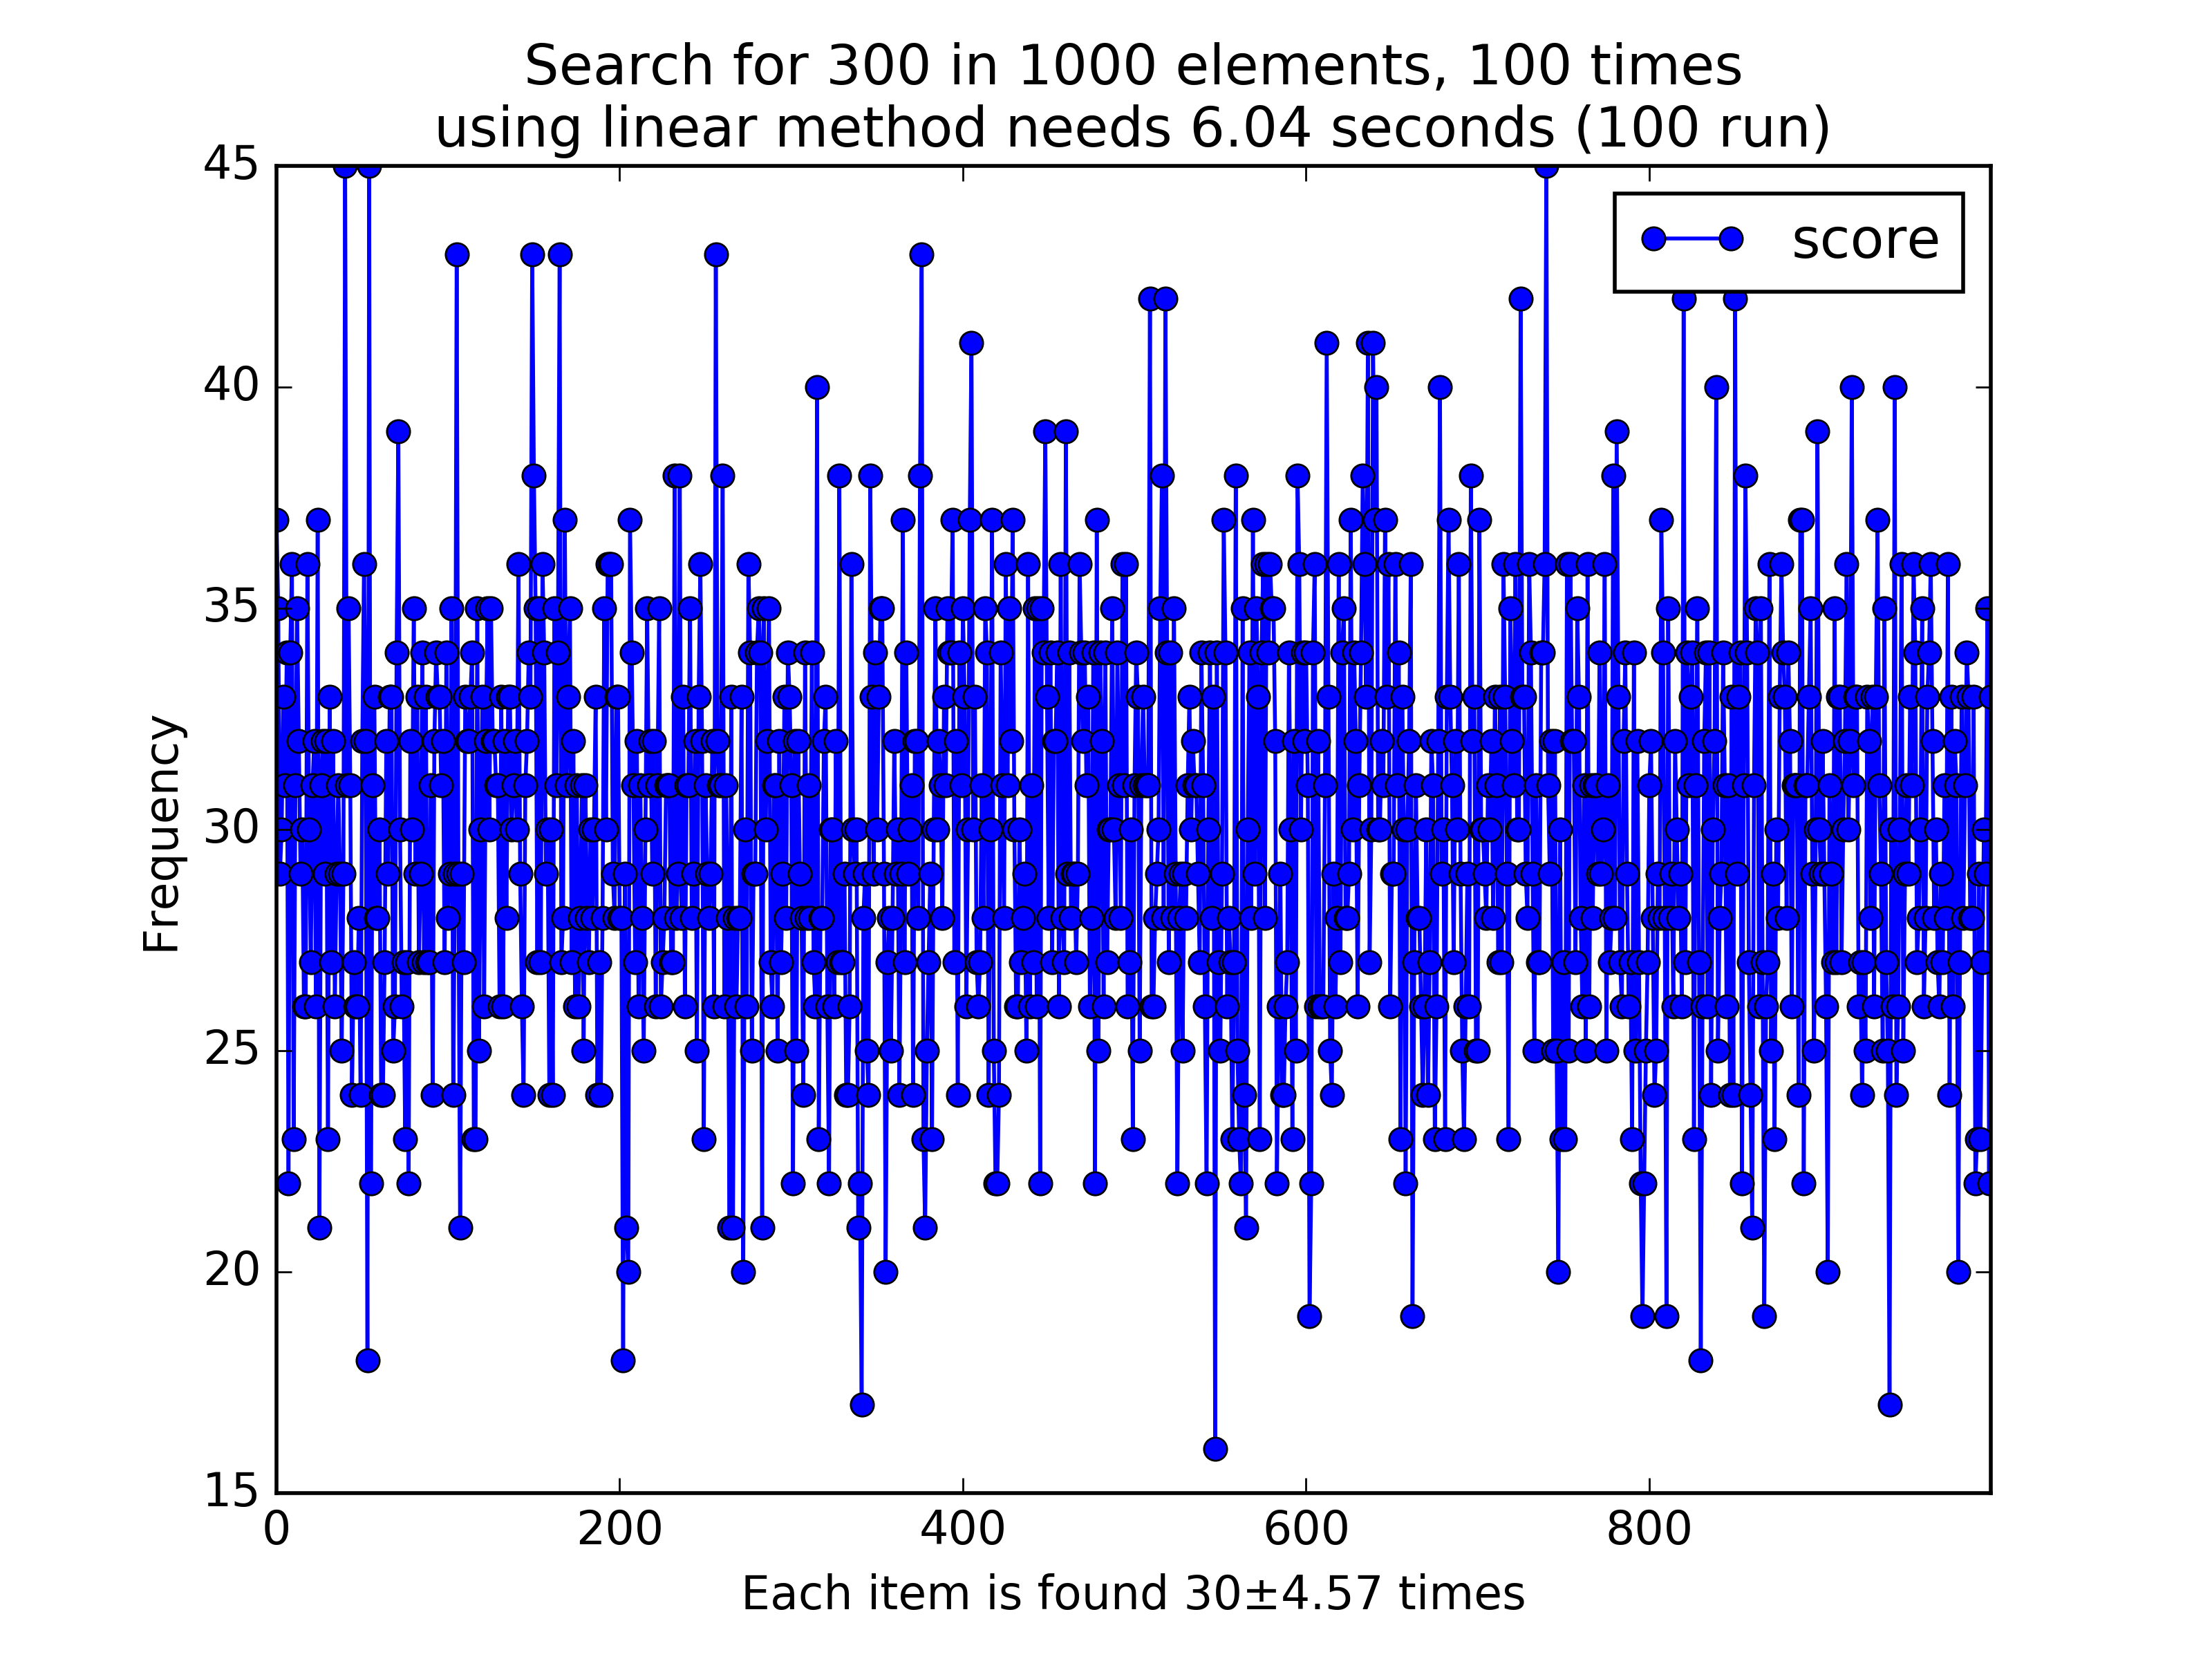 Search for 300 in 1000 elements, 100 times
using linear method needs 6.04 seconds (100 run)
score
Frequency
45
40
35
30
25
20
15
0 200 400 600 800
Each item is found 30±4.57 times